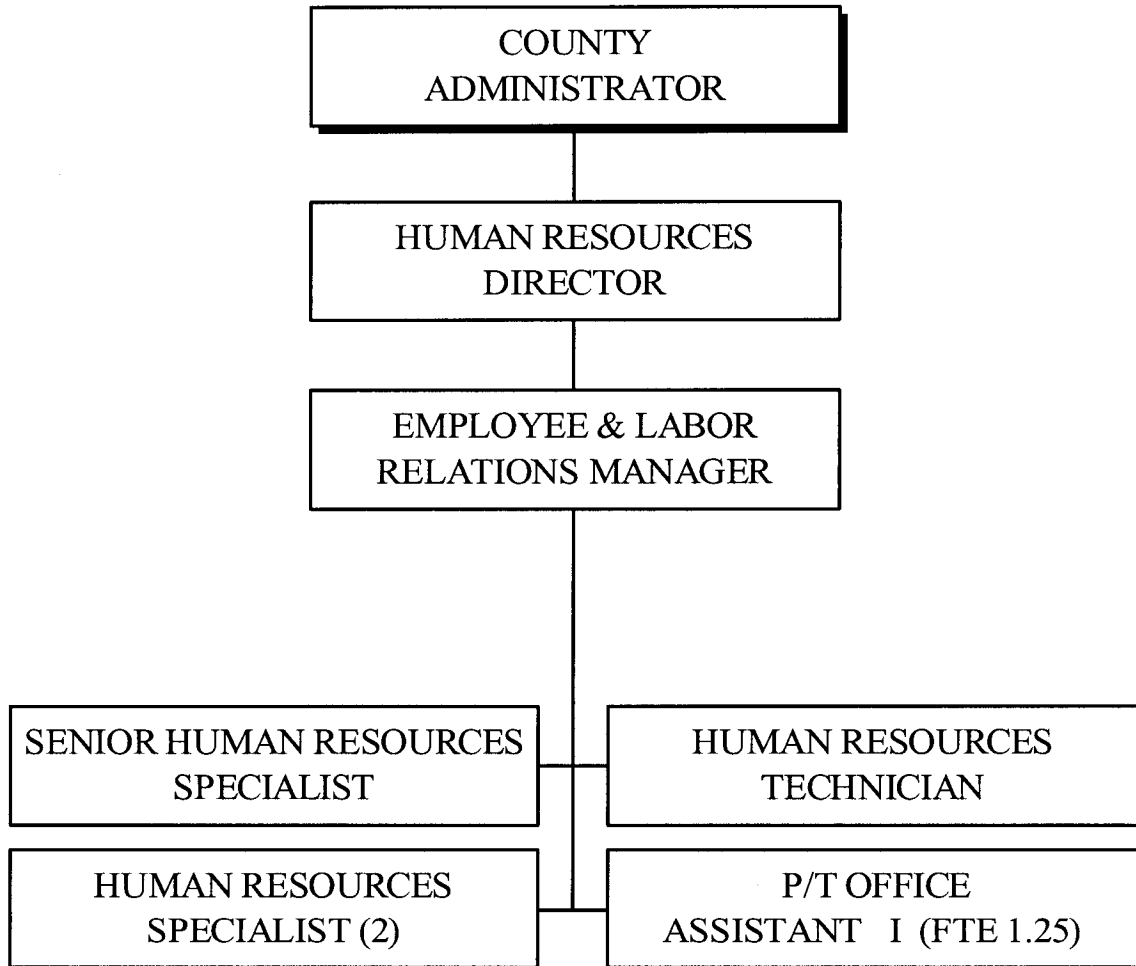 COUNTY
ADMINISTRATOR
HUMAN RESOURCES
DIRECTOR
EMPLOYEE & LABOR
RELATIONS MANAGER
SENIOR HUMAN RESOURCES
SPECIALIST
HUMAN RESOURCES
TECHNICIAN
HUMAN RESOURCES
SPECIALIST (2)
P/T OFFICE
ASSISTANT I (FTE 1.25)